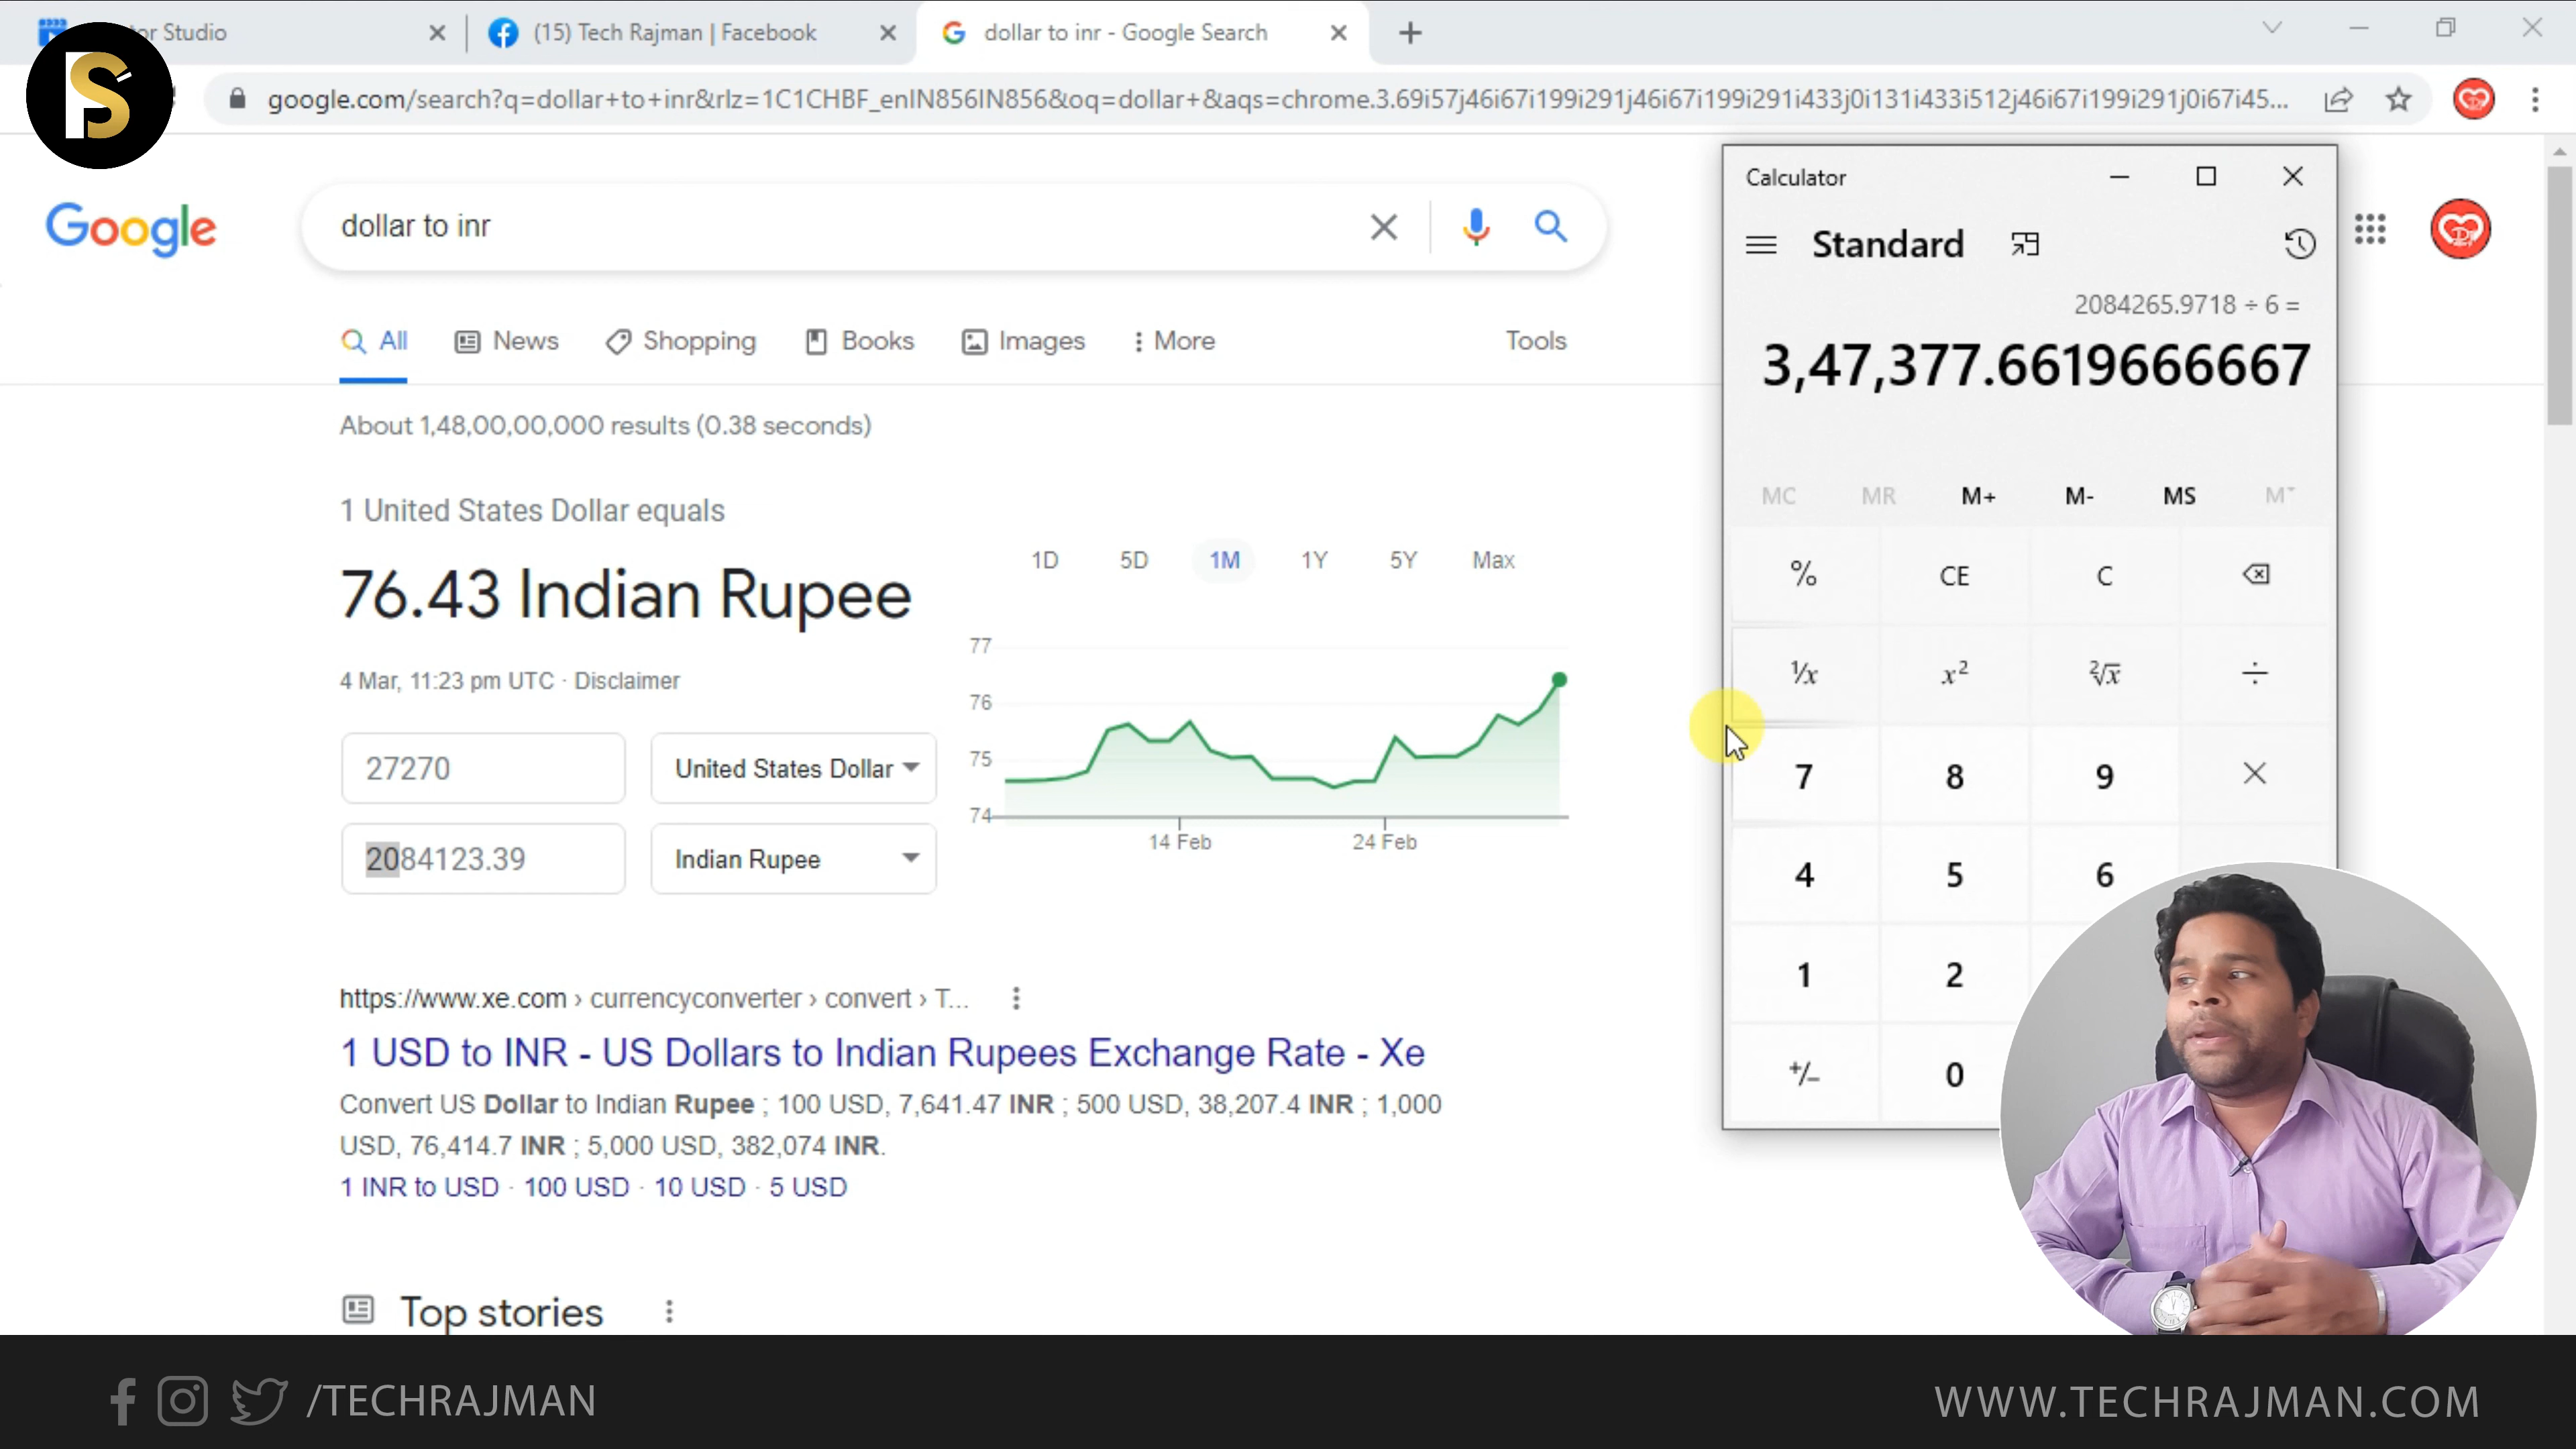 tor Studio
(15) Tech Rajman | Facebook
dollar to inr - Google Search
PS
google.com/search?q=dollar+to+inr&rlz=1C1CHBF_enIN856IN856&oq=dollar+&aqs=chrome.3.69i57j46i67i199i291j46i67i199i291i433j0i131i433i512j46i67i199i291j0i67i45...
Google
dollar to inr
All News Shopping Books Images More Tools
About 1,48,00,00,000 results (0.38 seconds)
1 United States Dollar equals
76.43 Indian Rupee
4 Mar, 11:23 pm UTC · Disclaimer
27270 United States Dollar
2084123.39 Indian Rupee
1D 5D 1M 1Y 5Y Max
77
76
75
74
14 Feb 24 Feb
https://www.xe.com › currencyconverter › convert › T...
1 USD to INR - US Dollars to Indian Rupees Exchange Rate - Xe
Convert US Dollar to Indian Rupee ; 100 USD, 7,641.47 INR ; 500 USD, 38,207.4 INR ; 1,000
USD, 76,414.7 INR ; 5,000 USD, 382,074 INR.
1 INR to USD · 100 USD · 10 USD · 5 USD
Top stories
Calculator
Standard
2084265.9718 ÷ 6 =
3,47,377.6619666667
MC MR M+ M- MS M˅
% CE C
1/x x² ²√x ÷
7 8 9 ×
4 5 6
1 2
+/- 0
/TECHRAJMAN
WWW.TECHRAJMAN.COM